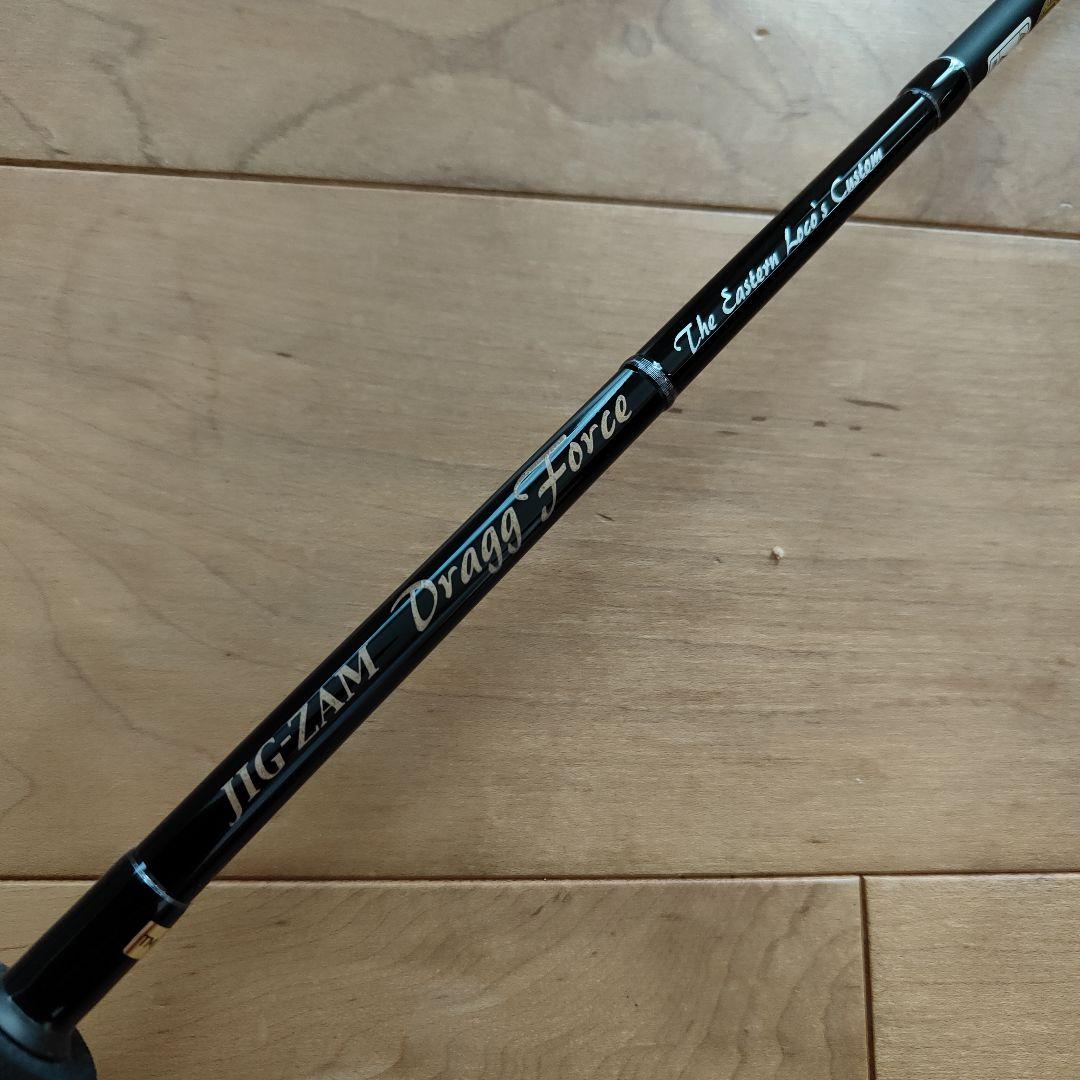 JIG-ZAM Dragg Force
The Eastern Loco's Custom